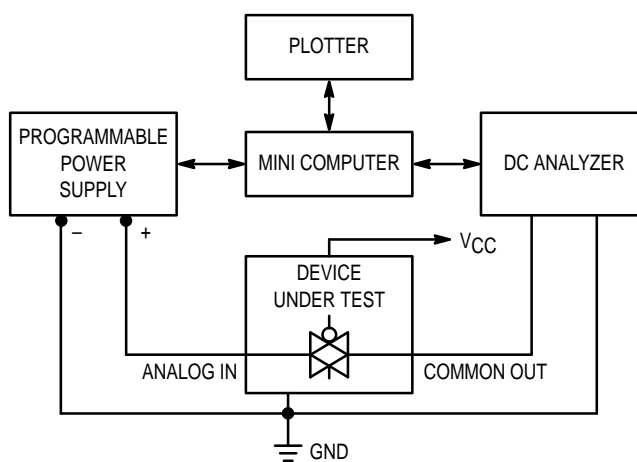 PLOTTER
PROGRAMMABLE
POWER
SUPPLY
MINI COMPUTER
DC ANALYZER
– +
VCC
DEVICE
UNDER TEST
ANALOG IN
COMMON OUT
GND